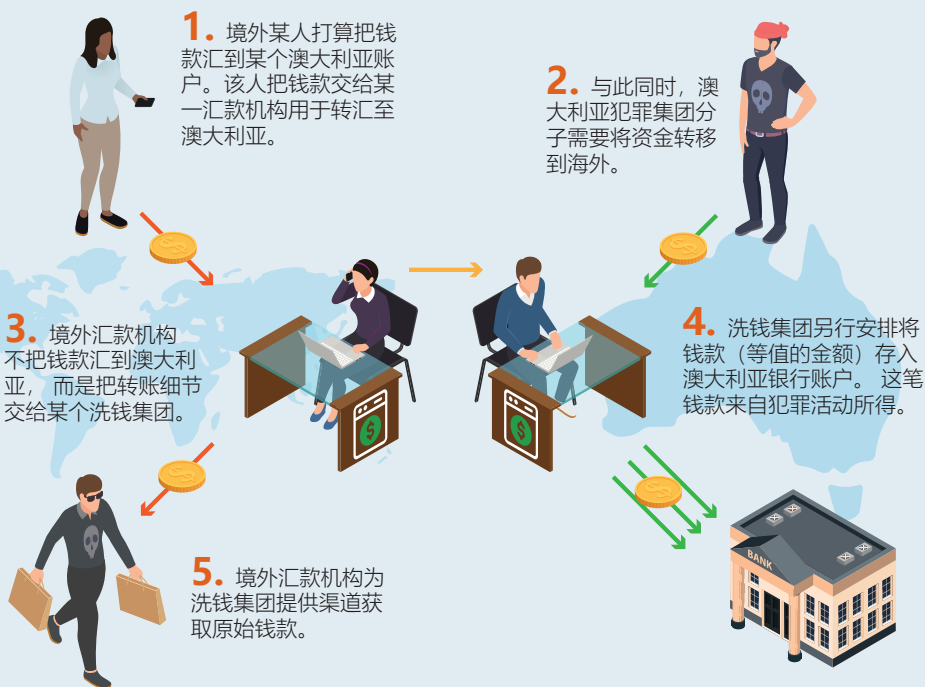 1. 境外某人打算把钱
款汇到某个澳大利亚账
户。该人把钱款交给某
一汇款机构用于转汇至
澳大利亚。
2. 与此同时，澳
大利亚犯罪集团分
子需要将资金转移
到海外。
3. 境外汇款机构
不把钱款汇到澳大利
亚， 而是把转账细节
交给某个洗钱集团。
4. 洗钱集团另行安排将
钱款（等值的金额）存入
澳大利亚银行账户。 这笔
钱款来自犯罪活动所得。
5. 境外汇款机构为
洗钱集团提供渠道获
取原始钱款。
$
$
$
$
$
$
BANK